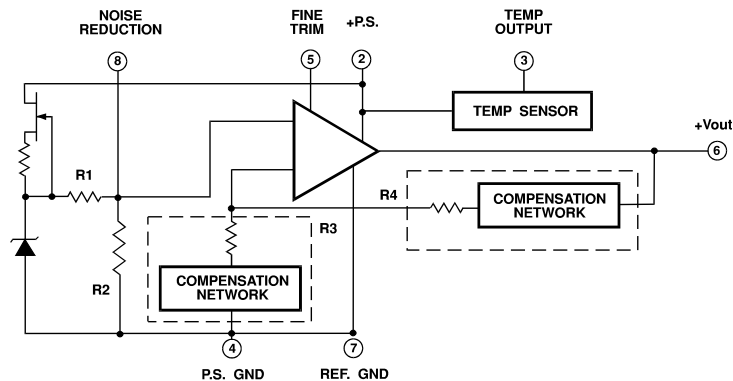 NOISE
REDUCTION
8
FINE
TRIM
5
+P.S.
2
TEMP
OUTPUT
3
TEMP SENSOR
+Vout
6
R1
R4
COMPENSATION
NETWORK
R3
R2
COMPENSATION
NETWORK
4
7
P.S. GND
REF. GND